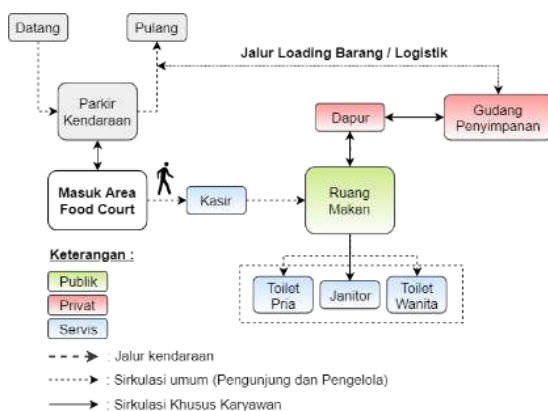 Datang
Pulang
Jalur Loading Barang / Logistik
Parkir
Kendaraan
Dapur
Gudang
Penyimpanan
Masuk Area
Food Court
Kasir
Ruang
Makan
Keterangan :
Publik
Privat
Servis
Toilet
Pria
Janitor
Toilet
Wanita
: Jalur kendaraan
: Sirkulasi umum (Pengunjung dan Pengelola)
: Sirkulasi Khusus Karyawan